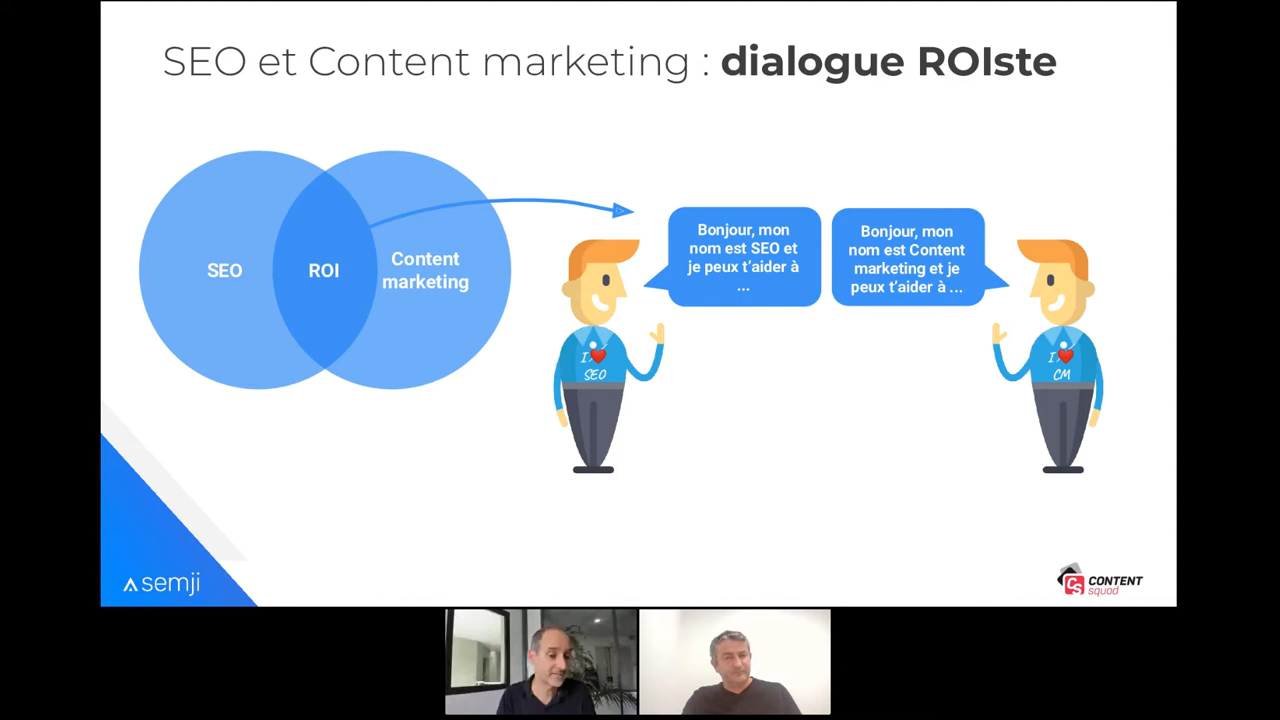 SEO et Content marketing : dialogue ROIste
SEO
ROI
Content
marketing
Bonjour, mon
nom est SEO et
je peux t'aider à
...
Bonjour, mon
nom est Content
marketing et je
peux t'aider à ...
I ❤
SEO
I ❤
CM
semji
CS
CONTENT
squad